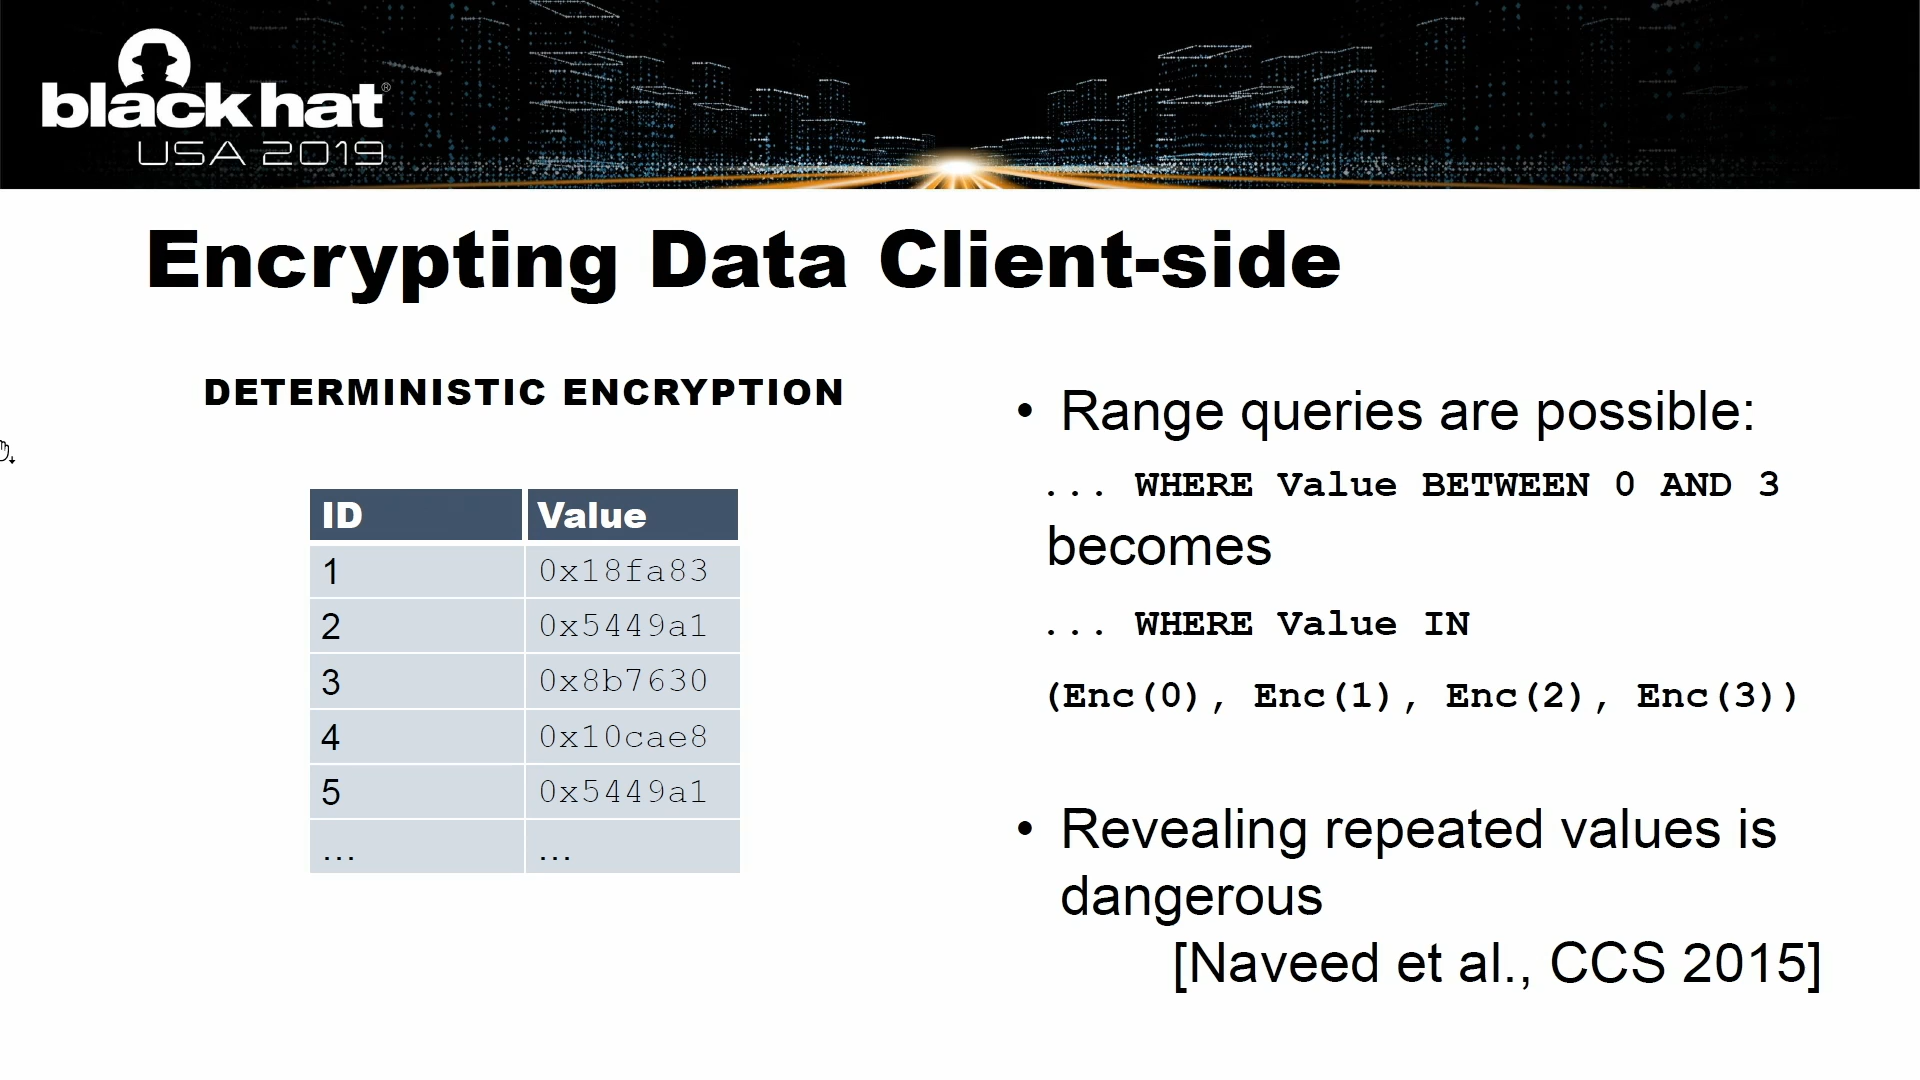 blackhat®
USA 2019
Encrypting Data Client-side
DETERMINISTIC ENCRYPTION
ID Value
1 0x18fa83
2 0x5449a1
3 0x8b7630
4 0x10cae8
5 0x5449a1
... ...
• Range queries are possible:
... WHERE Value BETWEEN 0 AND 3
becomes
... WHERE Value IN
(Enc(0), Enc(1), Enc(2), Enc(3))
• Revealing repeated values is
dangerous
[Naveed et al., CCS 2015]